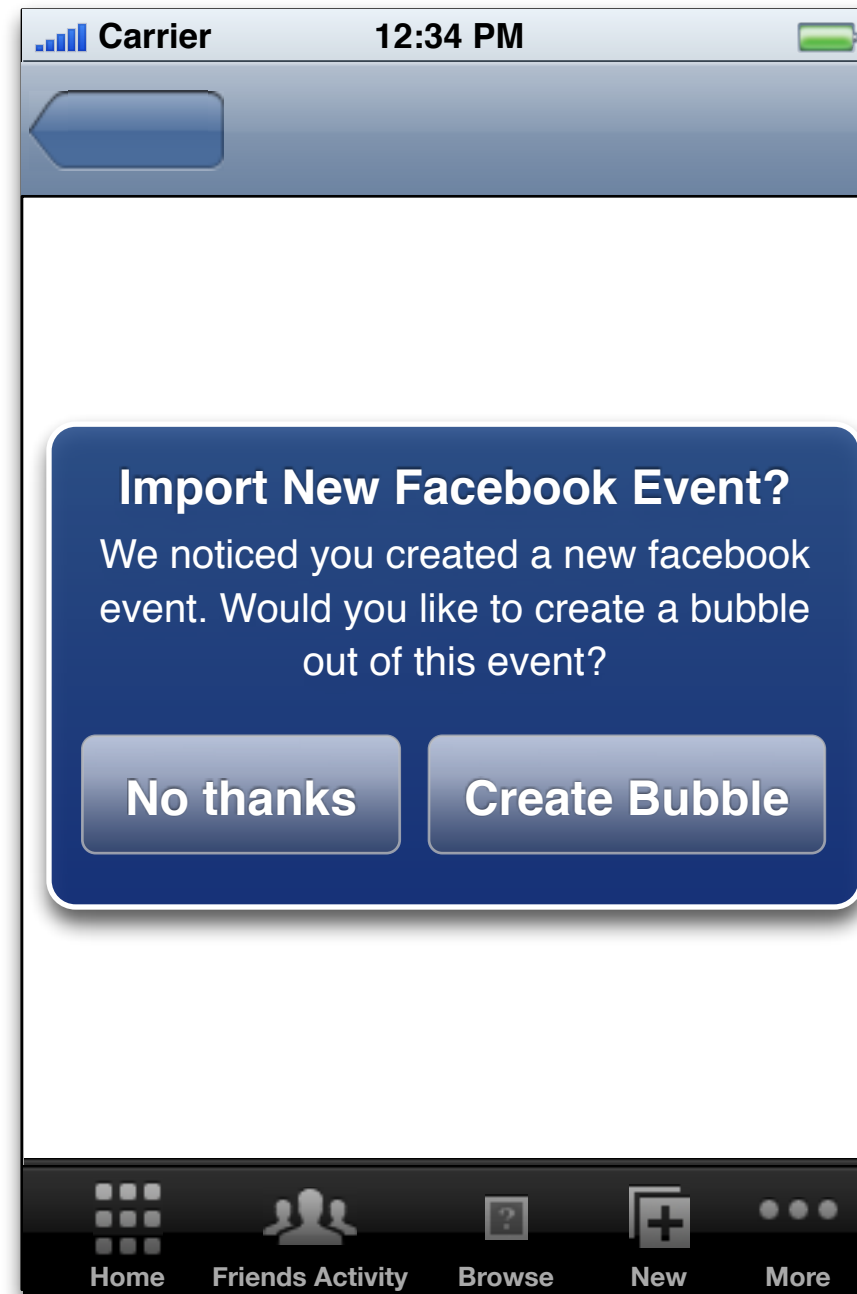 Carrier 12:34 PM
Import New Facebook Event?
We noticed you created a new facebook
event. Would you like to create a bubble
out of this event?
No thanks Create Bubble
?
Home Friends Activity Browse New More